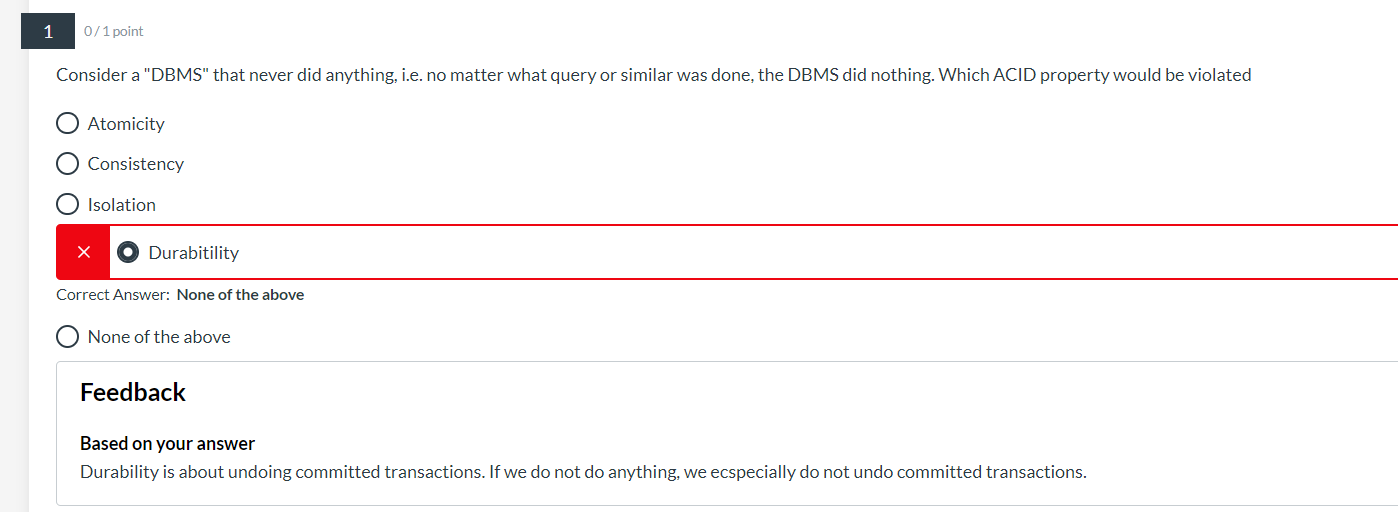 1
0 / 1 point
Consider a "DBMS" that never did anything, i.e. no matter what query or similar was done, the DBMS did nothing. Which ACID property would be violated
Atomicity
Consistency
Isolation
Durabitility
Correct Answer: None of the above
None of the above
Feedback
Based on your answer
Durability is about undoing committed transactions. If we do not do anything, we ecspecially do not undo committed transactions.